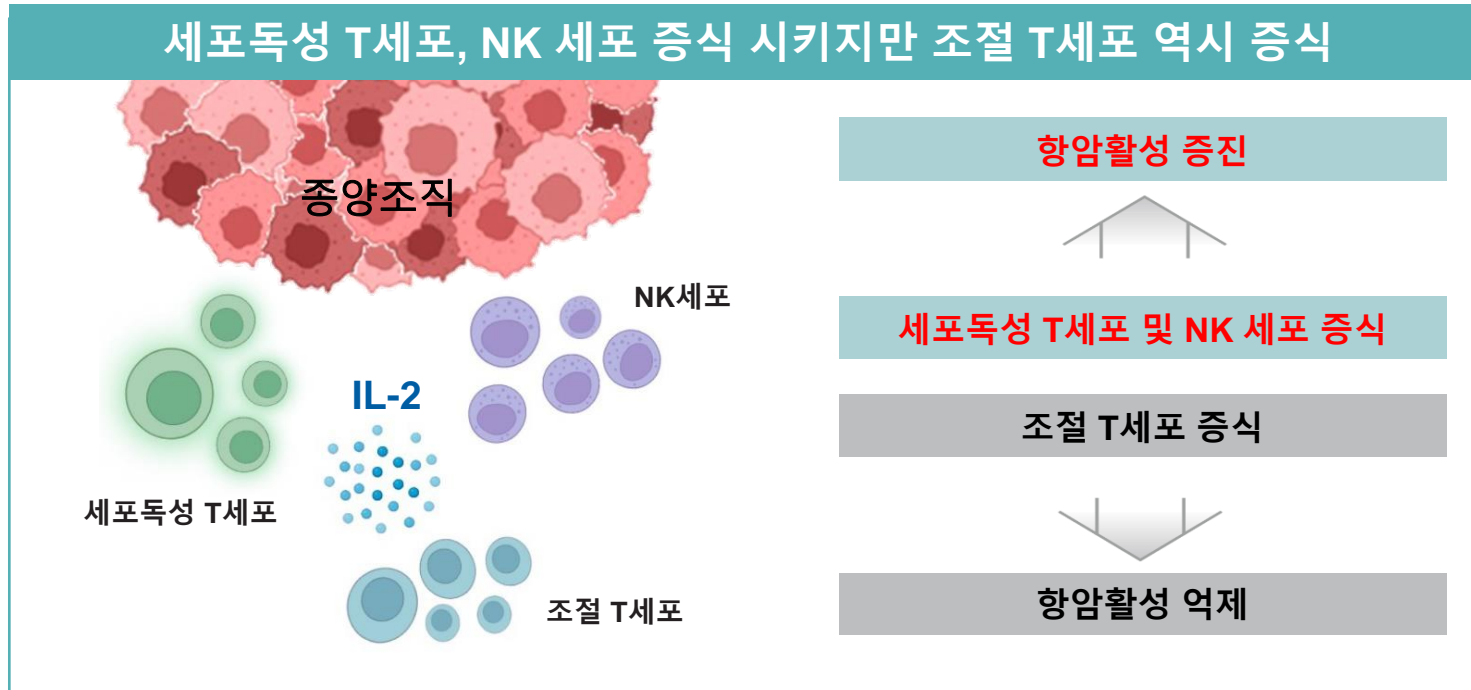 세포독성 T세포, NK 세포 증식 시키지만 조절 T세포 역시 증식
종양조직
NK세포
IL-2
세포독성 T세포
조절 T세포
항암활성 증진
세포독성 T세포 및 NK 세포 증식
조절 T세포 증식
항암활성 억제